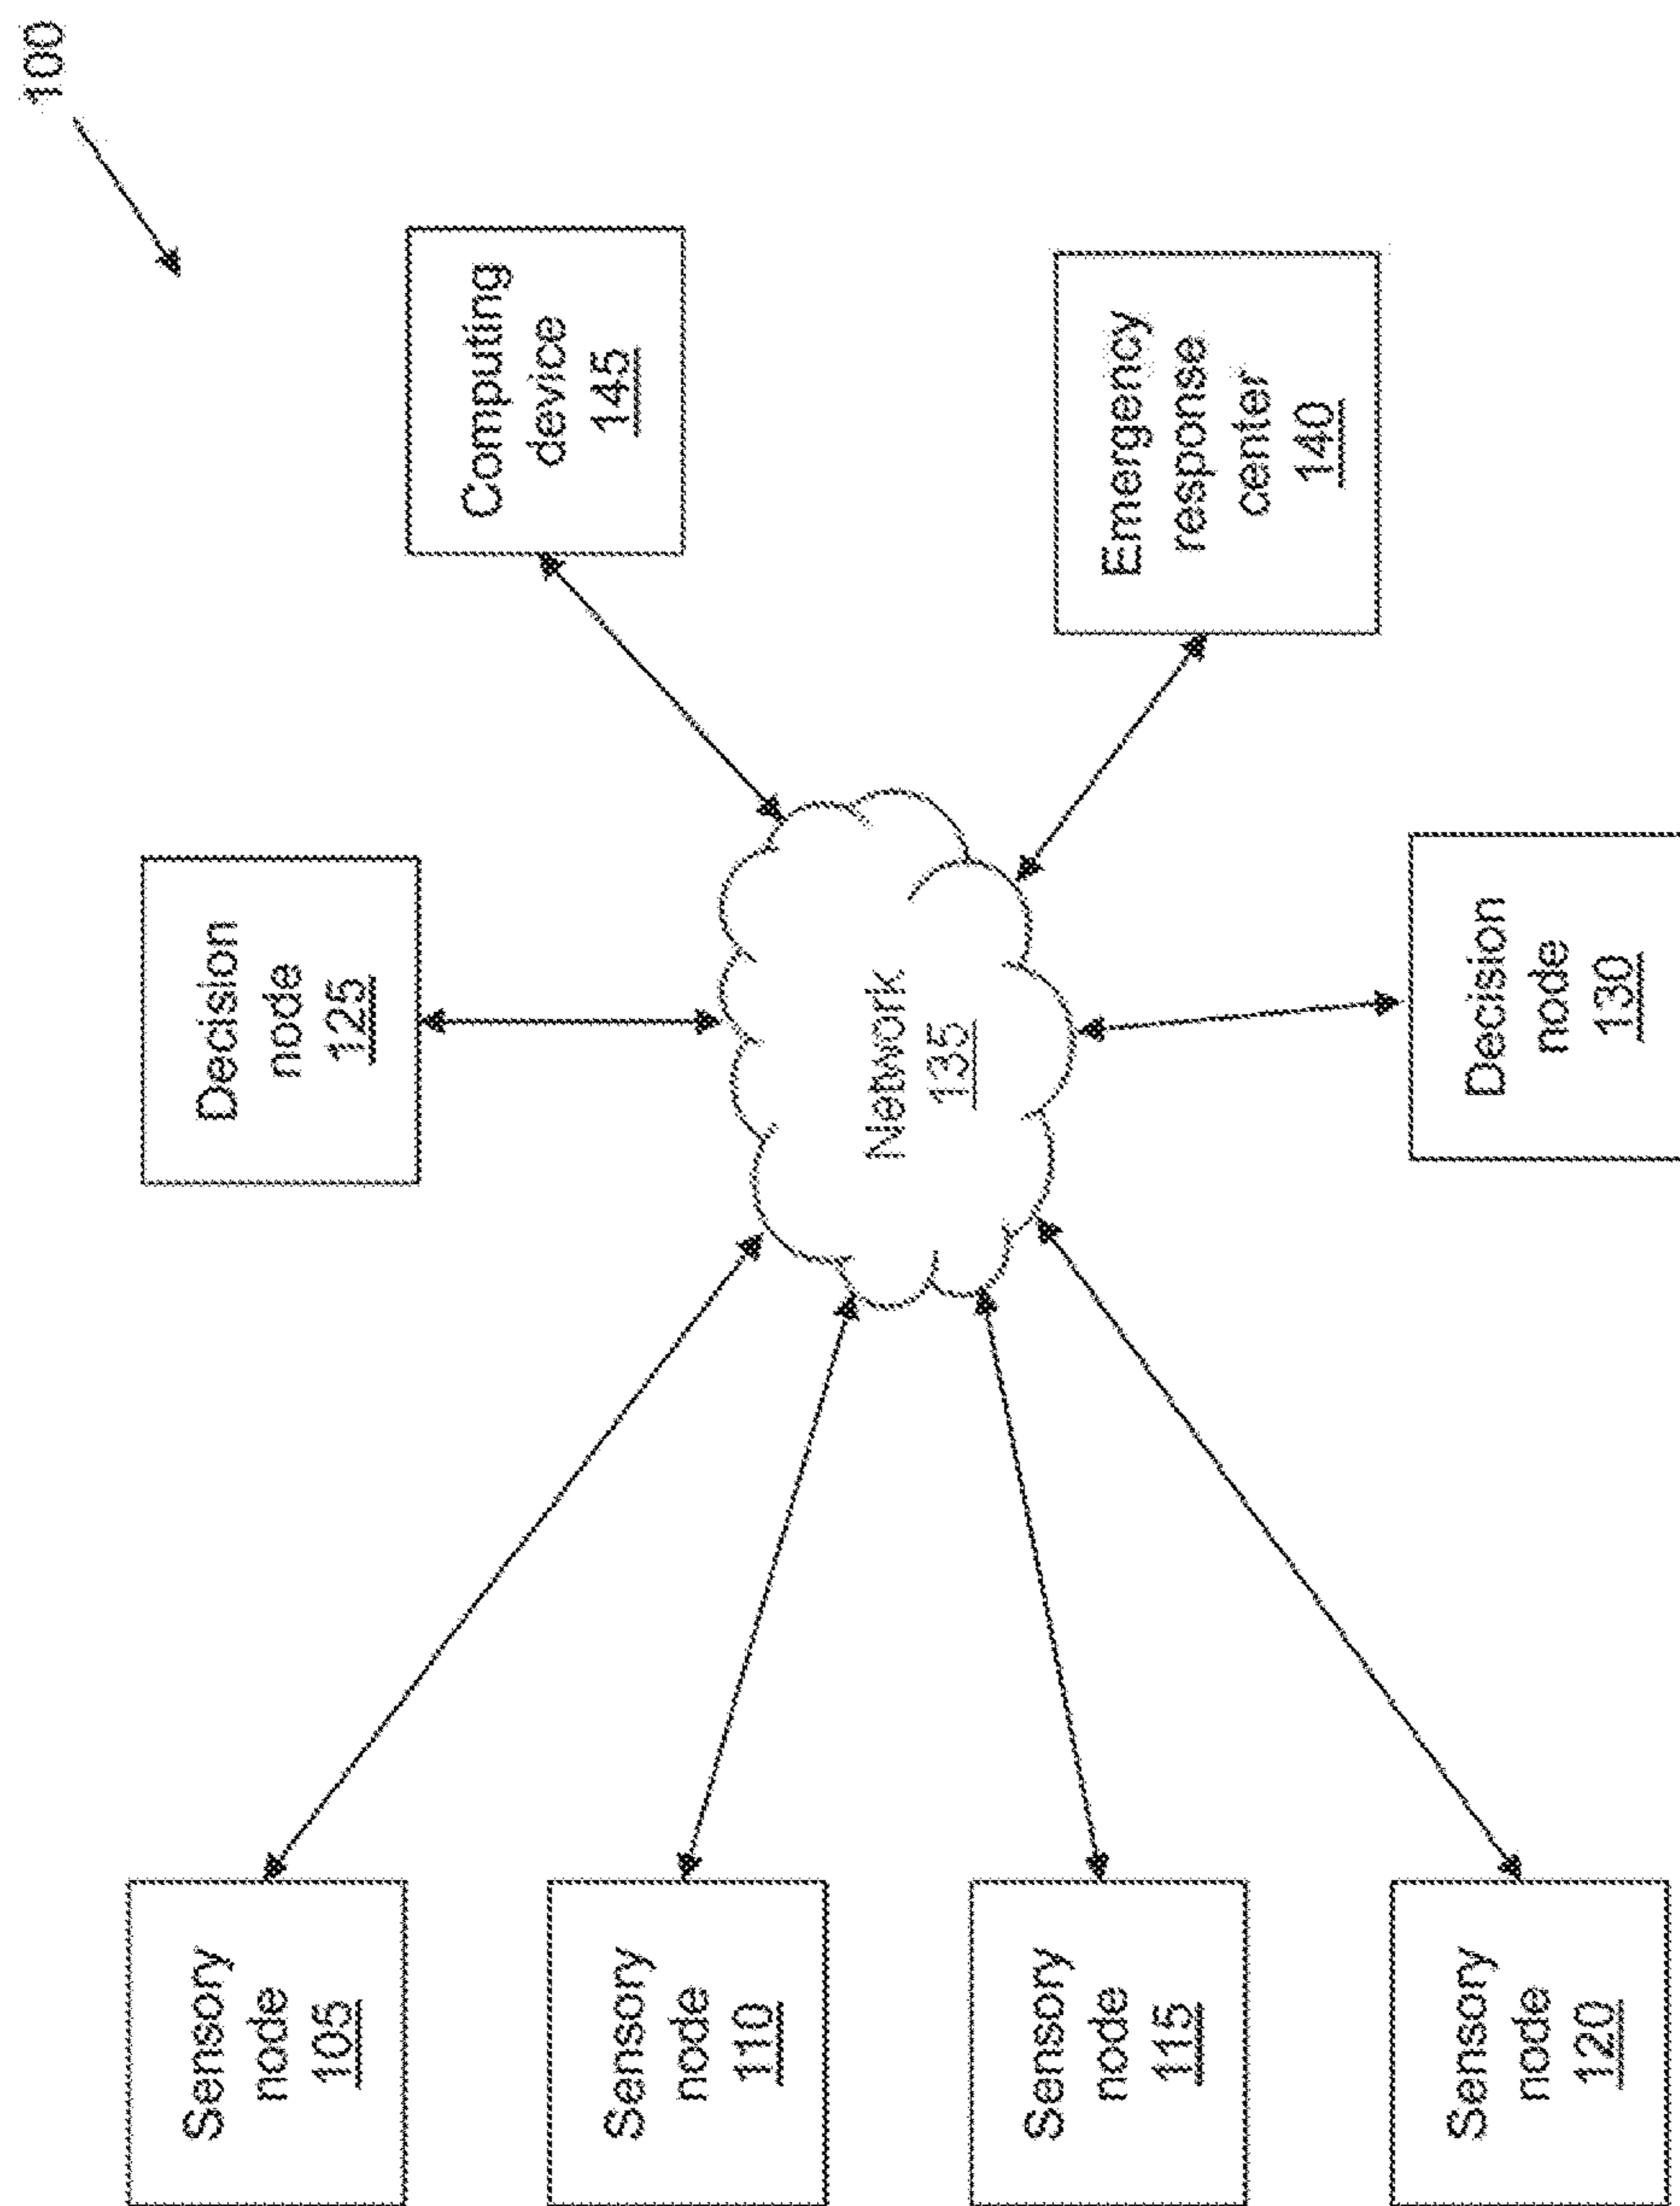 100
Sensory
node
105
Sensory
node
110
Sensory
node
115
Sensory
node
120
Decision
node
125
Network
135
Decision
node
130
Computing
device
145
Emergency
response
center
140